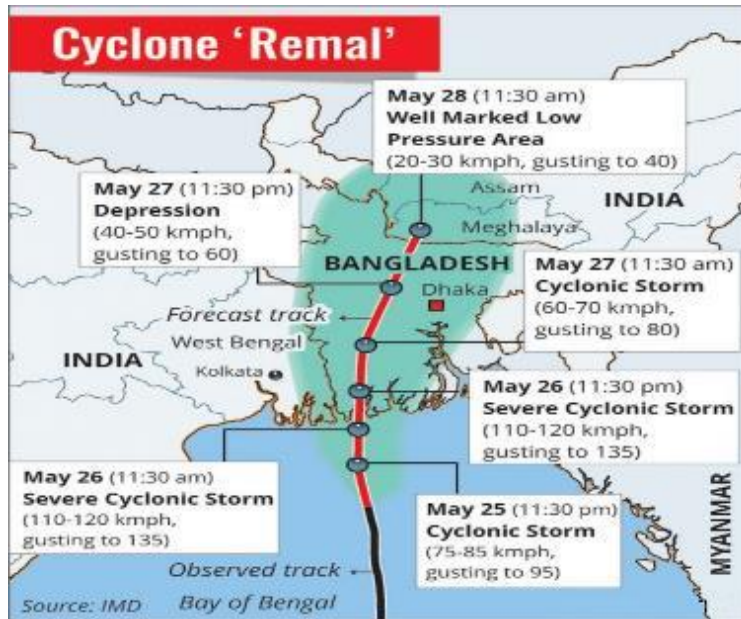 Cyclone ‘Remal’
May 28 (11:30 am)
Well Marked Low
Pressure Area
(20-30 kmph, gusting to 40)
May 27 (11:30 pm)
Depression
(40-50 kmph,
gusting to 60)
Assam
Meghalaya
INDIA
BANGLADESH
Dhaka
May 27 (11:30 am)
Cyclonic Storm
(60-70 kmph,
gusting to 80)
Forecast track
West Bengal
INDIA
Kolkata
May 26 (11:30 pm)
Severe Cyclonic Storm
(110-120 kmph,
gusting to 135)
May 26 (11:30 am)
Severe Cyclonic Storm
(110-120 kmph,
gusting to 135)
May 25 (11:30 pm)
Cyclonic Storm
(75-85 kmph,
gusting to 95)
MYANMAR
Observed track
Source: IMD
Bay of Bengal